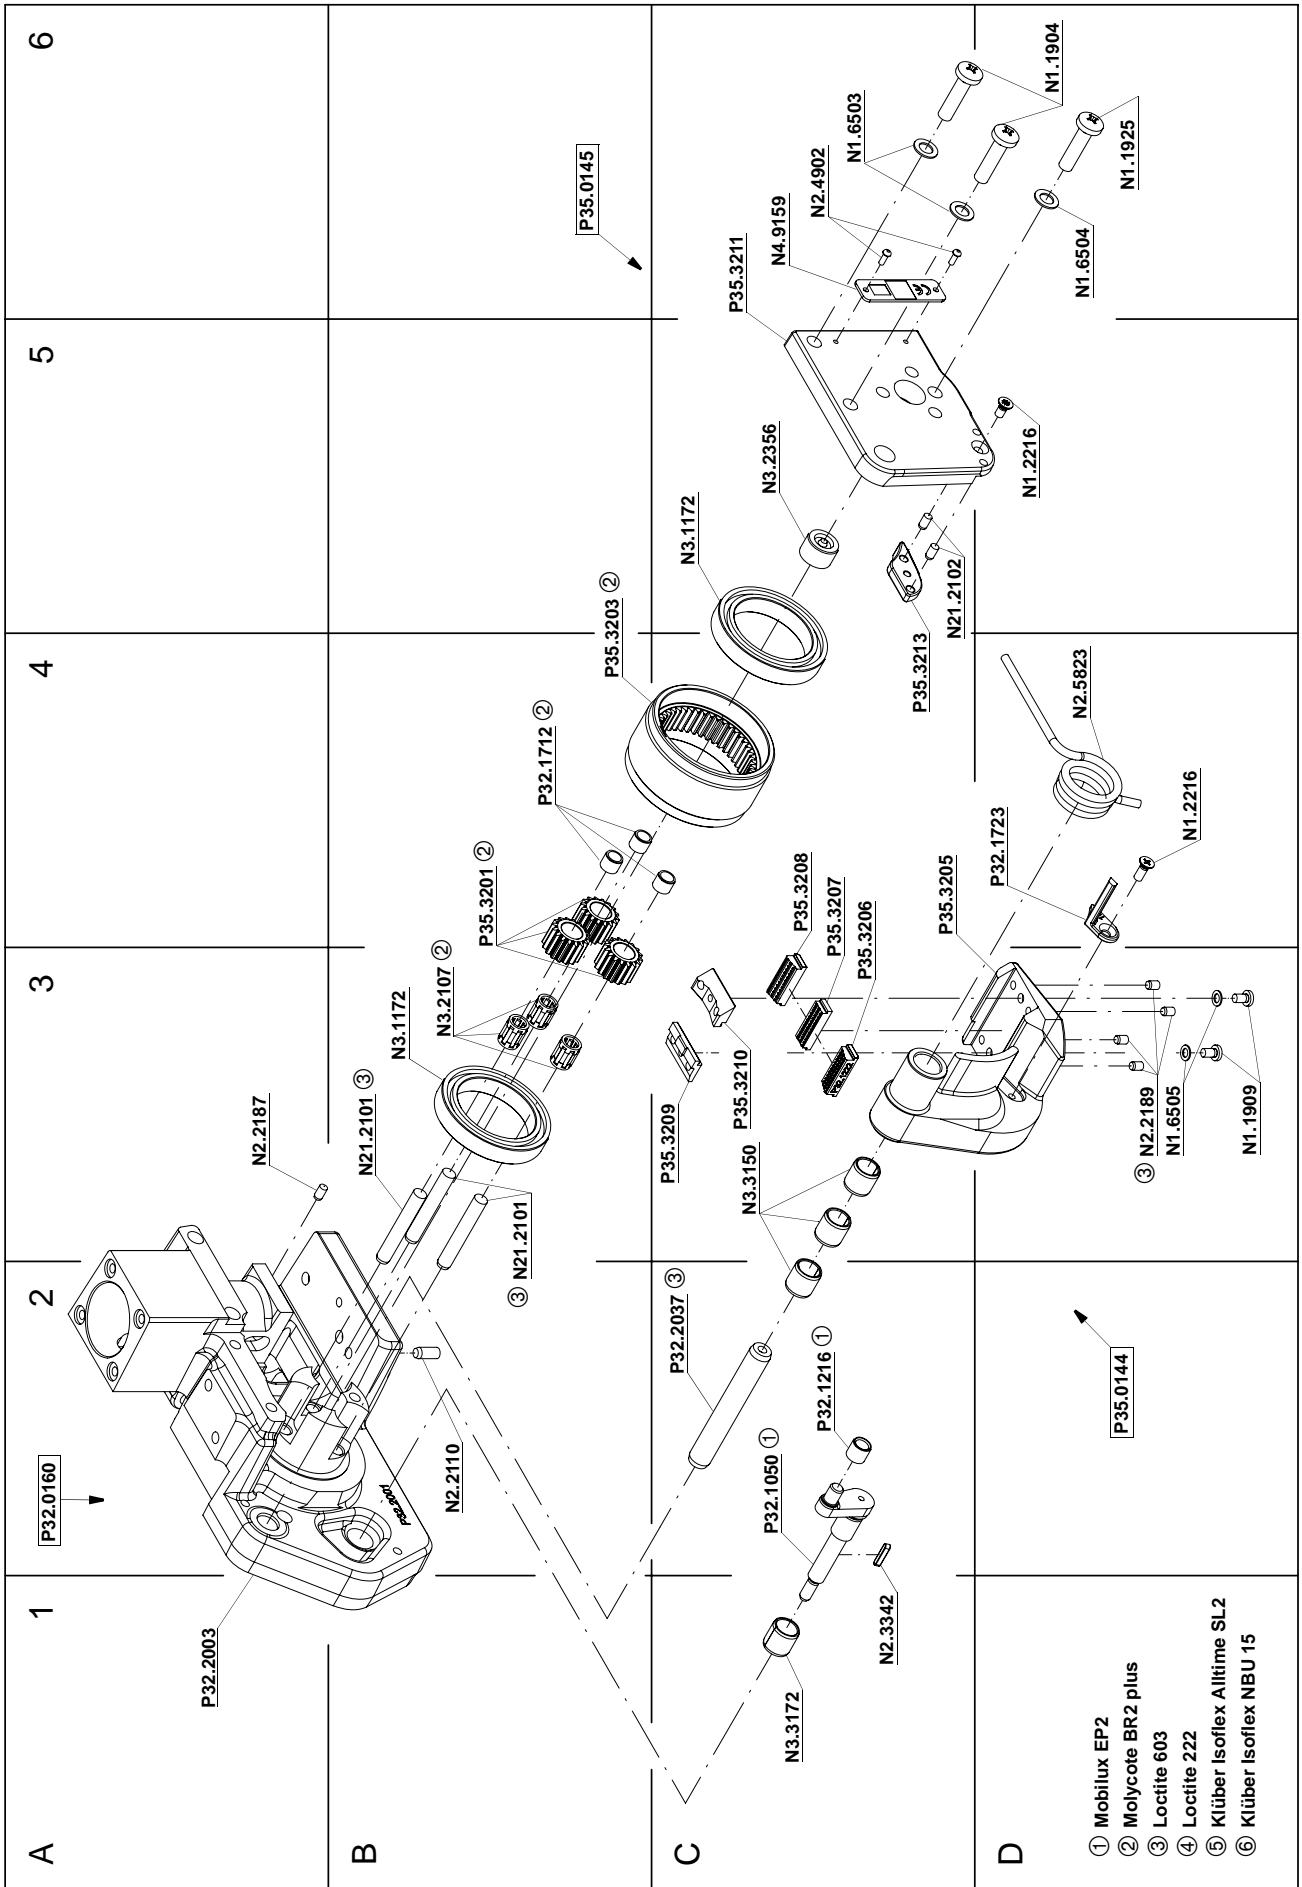 A
B
C
D
1
2
3
4
5
6
P32.0160
P32.2003
P32.2001
N2.2187
N21.2101 ③
③ N21.2101
N2.2110
N3.1172
N3.2107 ②
P35.3201 ②
P32.1712 ②
P35.3203 ②
N3.1172
N3.2356
P35.3211
N4.9159
N2.4902
N1.6503
N1.1904
P35.0145
N1.1925
N1.6504
N1.2216
N21.2102
P35.3213
N2.5823
N1.2216
P32.1723
P35.3205
P35.3208
P35.3207
P35.3206
P35.3210
P35.3209
N3.3150
③ N2.2189
N1.6505
N1.1909
P32.2037 ③
P32.1216 ①
P32.1050 ①
N2.3342
N3.3172
P35.0144
① Mobilux EP2
② Molycote BR2 plus
③ Loctite 603
④ Loctite 222
⑤ Klüber Isoflex Alltime SL2
⑥ Klüber Isoflex NBU 15